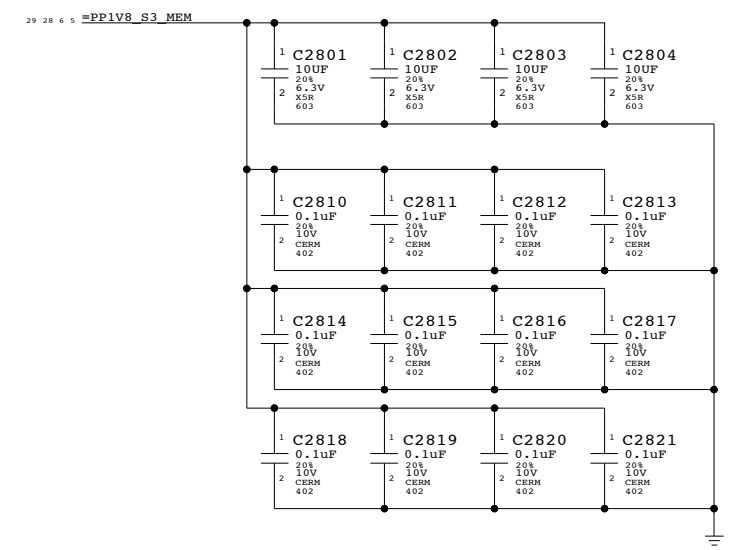 29 28 6 5 =PP1V8_S3_MEM
1 C2801 1 C2802 1 C2803 1 C2804
10UF 10UF 10UF 10UF
20% 20% 20% 20%
2 6.3V 2 6.3V 2 6.3V 2 6.3V
X5R X5R X5R X5R
603 603 603 603
1 C2810 1 C2811 1 C2812 1 C2813
0.1uF 0.1uF 0.1uF 0.1uF
20% 20% 20% 20%
2 10V 2 10V 2 10V 2 10V
CERM CERM CERM CERM
402 402 402 402
1 C2814 1 C2815 1 C2816 1 C2817
0.1uF 0.1uF 0.1uF 0.1uF
20% 20% 20% 20%
2 10V 2 10V 2 10V 2 10V
CERM CERM CERM CERM
402 402 402 402
1 C2818 1 C2819 1 C2820 1 C2821
0.1uF 0.1uF 0.1uF 0.1uF
20% 20% 20% 20%
2 10V 2 10V 2 10V 2 10V
CERM CERM CERM CERM
402 402 402 402